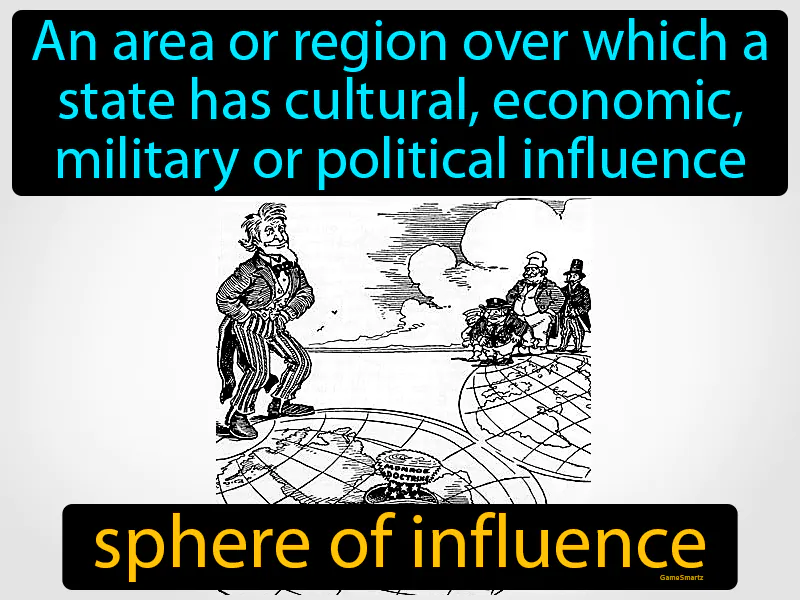 An area or region over which a
state has cultural, economic,
military or political influence
MONROE
DOCTRINE
sphere of influence
GameSmartz